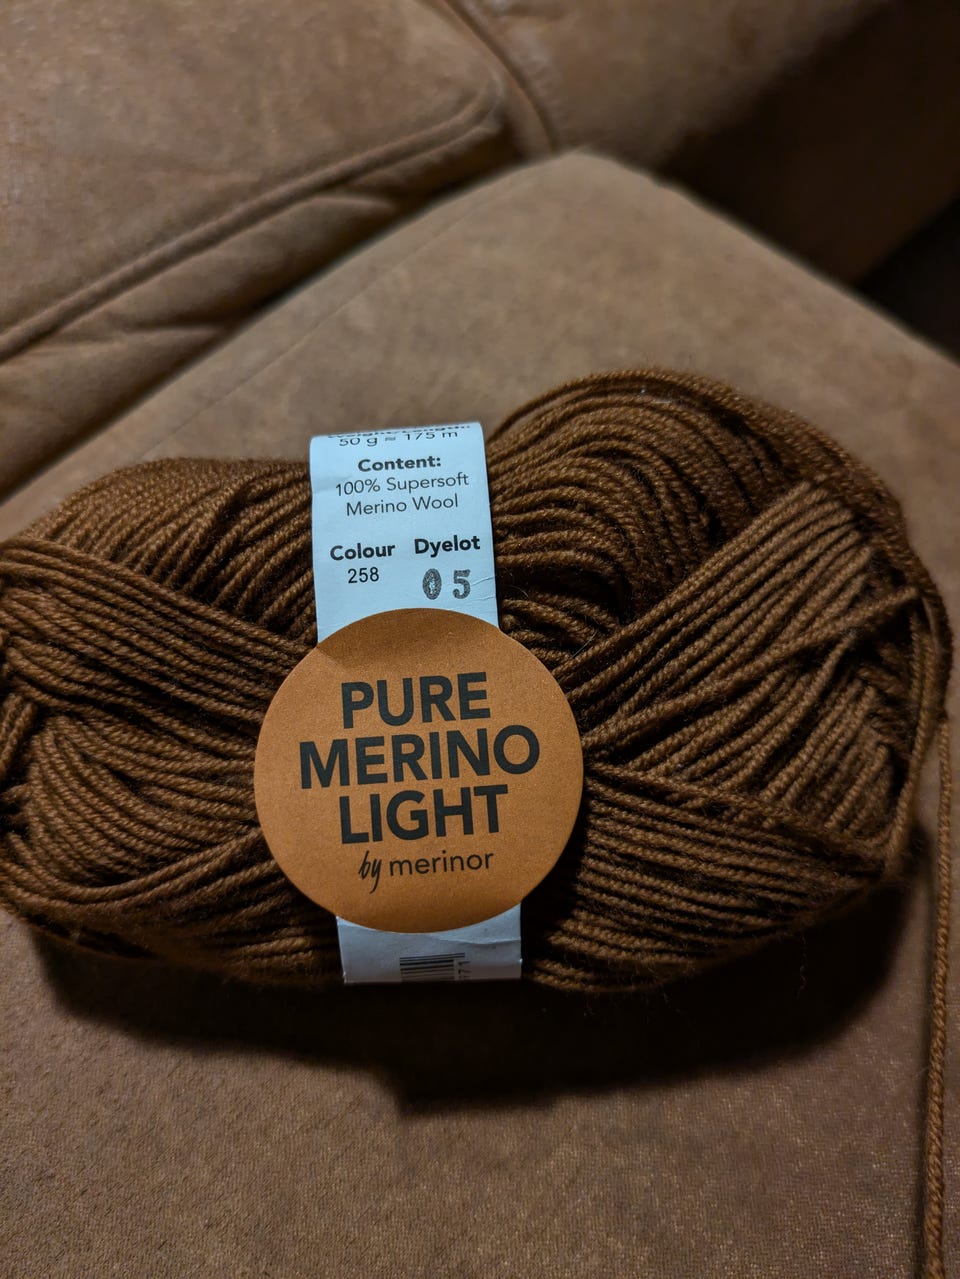 50 g ≈ 175 m
Content:
100% Supersoft
Merino Wool
Colour Dyelot
258 05
PURE
MERINO
LIGHT
by merinor